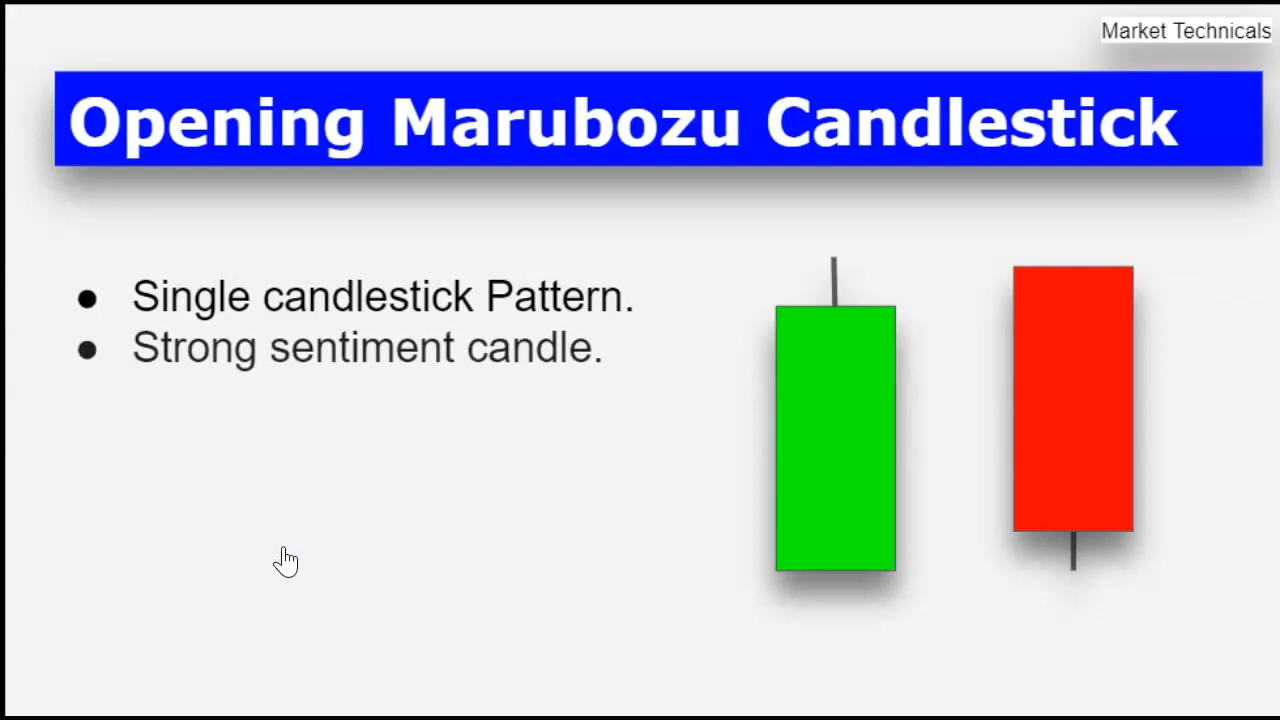 Market Technicals
Opening Marubozu Candlestick
● Single candlestick Pattern.
● Strong sentiment candle.